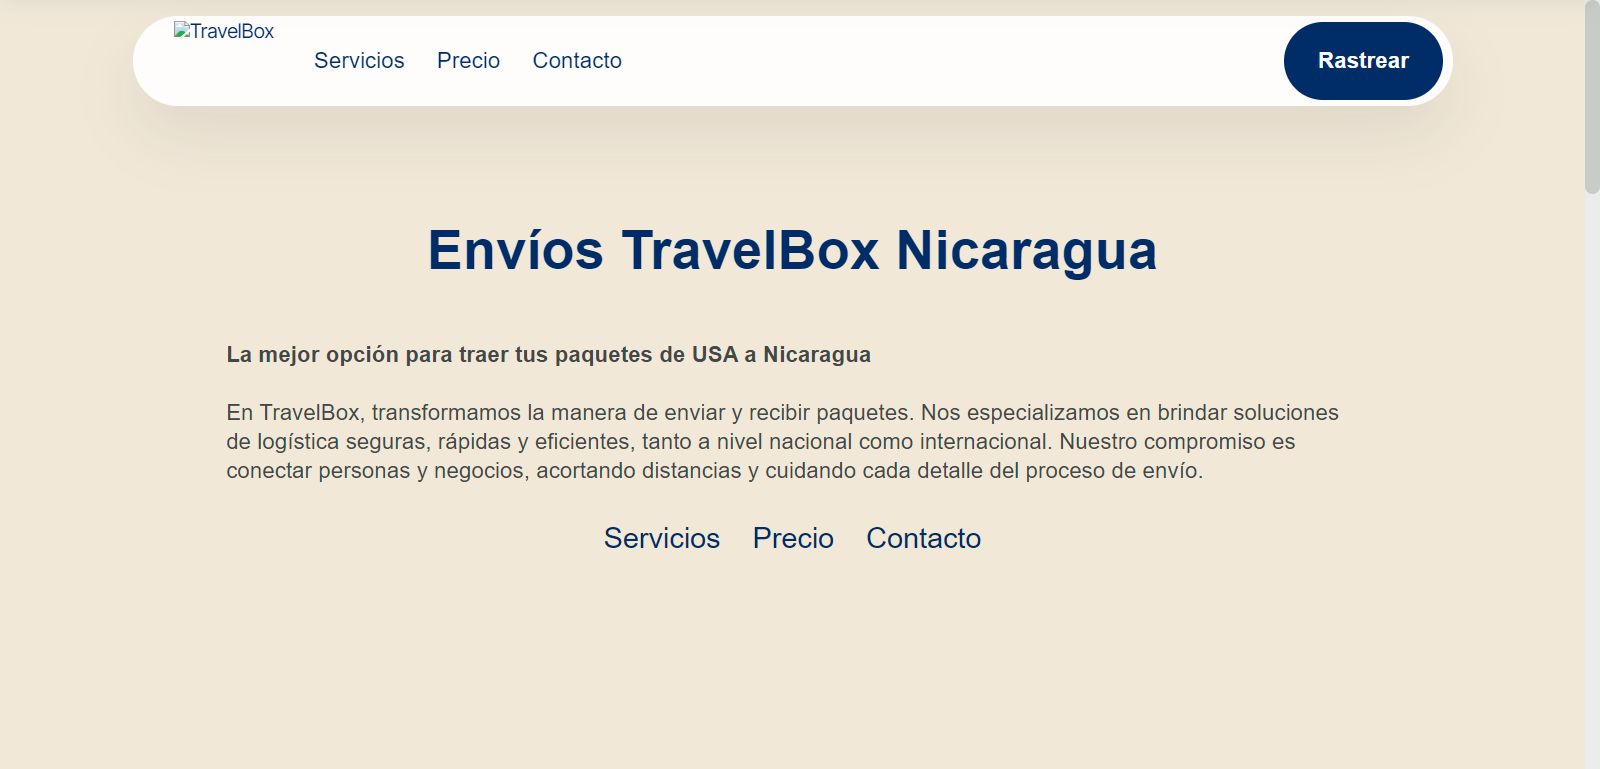 TravelBox
Servicios Precio Contacto
Rastrear
Envíos TravelBox Nicaragua
La mejor opción para traer tus paquetes de USA a Nicaragua
En TravelBox, transformamos la manera de enviar y recibir paquetes. Nos especializamos en brindar soluciones
de logística seguras, rápidas y eficientes, tanto a nivel nacional como internacional. Nuestro compromiso es
conectar personas y negocios, acortando distancias y cuidando cada detalle del proceso de envío.
Servicios Precio Contacto